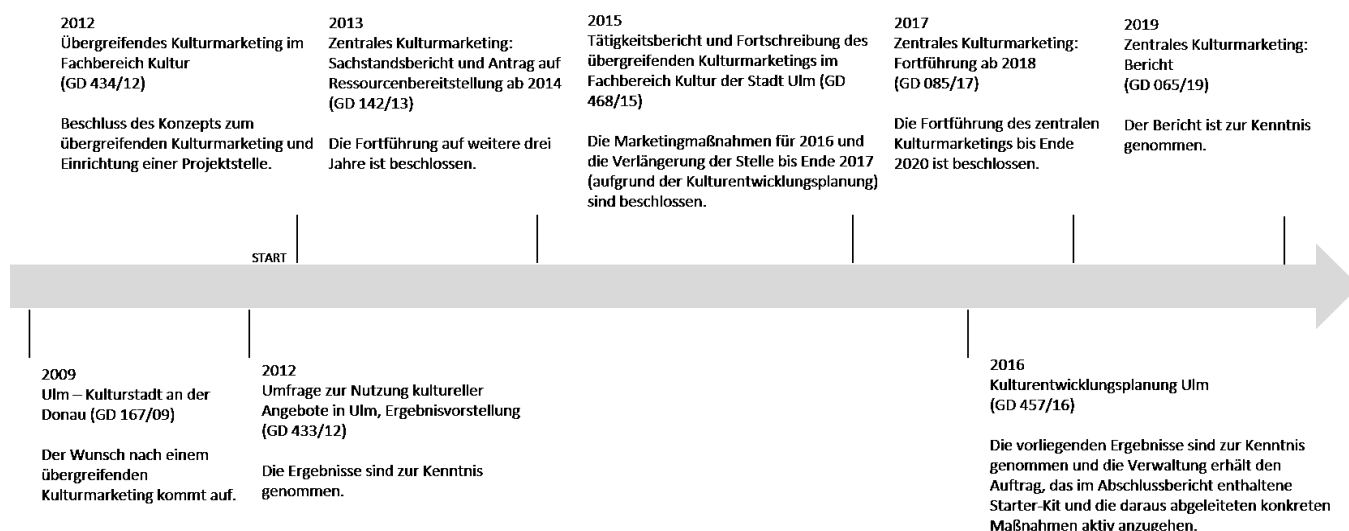 2012
Übergreifendes Kulturmarketing im
Fachbereich Kultur
(GD 434/12)
Beschluss des Konzepts zum
übergreifenden Kulturmarketing und
Einrichtung einer Projektstelle.
2013
Zentrales Kulturmarketing:
Sachstandsbericht und Antrag auf
Ressourcenbereitstellung ab 2014
(GD 142/13)
Die Fortführung auf weitere drei
Jahre ist beschlossen.
2015
Tätigkeitsbericht und Fortschreibung des
übergreifenden Kulturmarketings im
Fachbereich Kultur der Stadt Ulm (GD
468/15)
Die Marketingmaßnahmen für 2016 und
die Verlängerung der Stelle bis Ende 2017
(aufgrund der Kulturentwicklungsplanung)
sind beschlossen.
2017
Zentrales Kulturmarketing:
Fortführung ab 2018
(GD 085/17)
Die Fortführung des zentralen
Kulturmarketings bis Ende
2020 ist beschlossen.
2019
Zentrales Kulturmarketing:
Bericht
(GD 065/19)
Der Bericht ist zur Kenntnis
genommen.
START
2009
Ulm – Kulturstadt an der
Donau (GD 167/09)
Der Wunsch nach einem
übergreifenden
Kulturmarketing kommt auf.
2012
Umfrage zur Nutzung kultureller
Angebote in Ulm, Ergebnisvorstellung
(GD 433/12)
Die Ergebnisse sind zur Kenntnis
genommen.
2016
Kulturentwicklungsplanung Ulm
(GD 457/16)
Die vorliegenden Ergebnisse sind zur Kenntnis
genommen und die Verwaltung erhält den
Auftrag, das im Abschlussbericht enthaltene
Starter-Kit und die daraus abgeleiteten konkreten
Maßnahmen aktiv anzugehen.